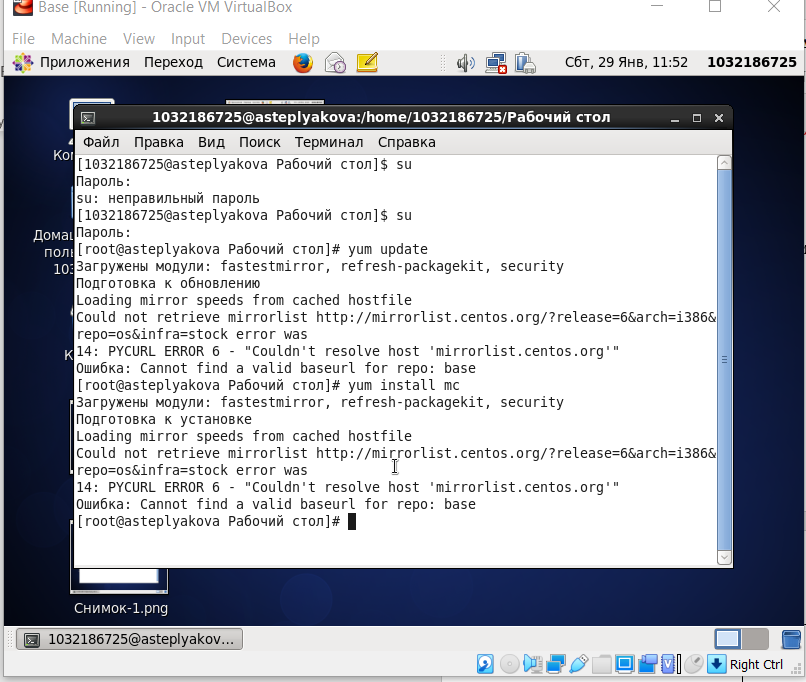 Base [Running] - Oracle VM VirtualBox
File Machine View Input Devices Help
Приложения Переход Система Сбт, 29 Янв, 11:52 1032186725
1032186725@asteplyakova:/home/1032186725/Рабочий стол
Файл Правка Вид Поиск Терминал Справка
[1032186725@asteplyakova Рабочий стол]$ su
Пароль:
su: неправильный пароль
[1032186725@asteplyakova Рабочий стол]$ su
Пароль:
[root@asteplyakova Рабочий стол]# yum update
Загружены модули: fastestmirror, refresh-packagekit, security
Подготовка к обновлению
Loading mirror speeds from cached hostfile
Could not retrieve mirrorlist http://mirrorlist.centos.org/?release=6&arch=i386&
repo=os&infra=stock error was
14: PYCURL ERROR 6 - "Couldn't resolve host 'mirrorlist.centos.org'"
Ошибка: Cannot find a valid baseurl for repo: base
[root@asteplyakova Рабочий стол]# yum install mc
Загружены модули: fastestmirror, refresh-packagekit, security
Подготовка к установке
Loading mirror speeds from cached hostfile
Could not retrieve mirrorlist http://mirrorlist.centos.org/?release=6&arch=i386&
repo=os&infra=stock error was
14: PYCURL ERROR 6 - "Couldn't resolve host 'mirrorlist.centos.org'"
Ошибка: Cannot find a valid baseurl for repo: base
[root@asteplyakova Рабочий стол]#
Снимок-1.png
1032186725@asteplyakov...
Right Ctrl